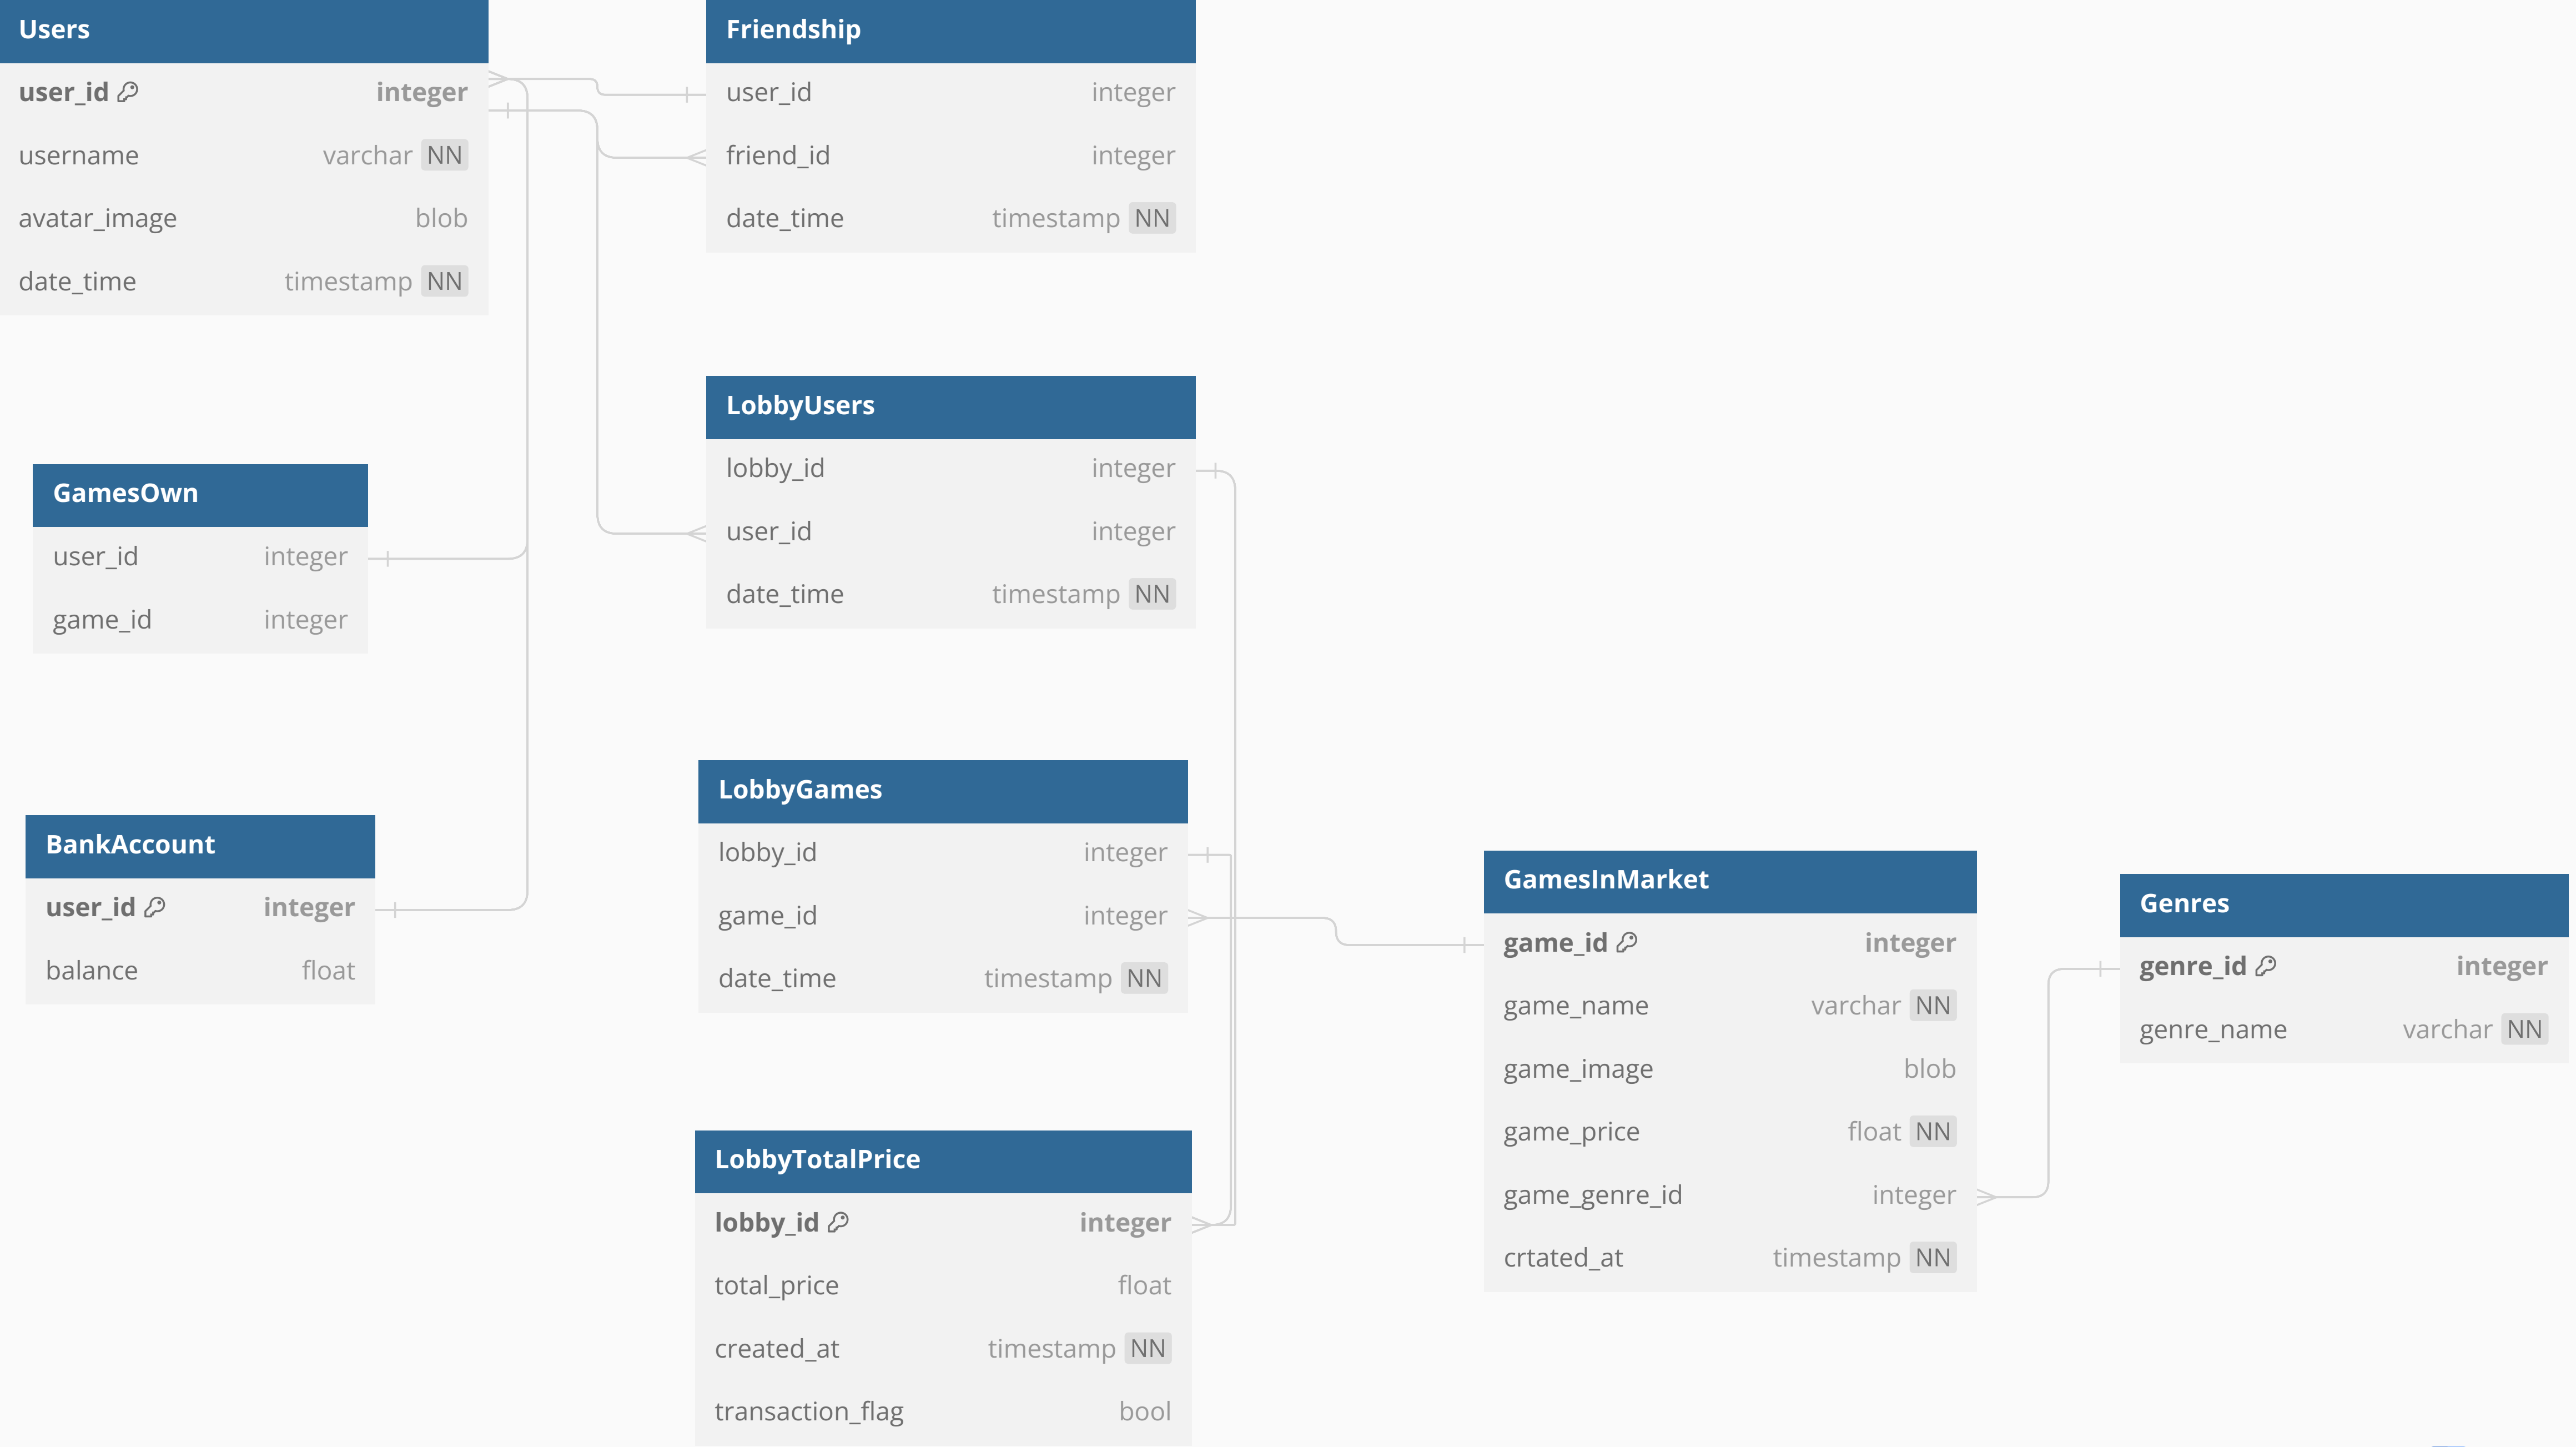 Users
user_id integer
username varchar NN
avatar_image blob
date_time timestamp NN
Friendship
user_id integer
friend_id integer
date_time timestamp NN
LobbyUsers
lobby_id integer
user_id integer
date_time timestamp NN
GamesOwn
user_id integer
game_id integer
BankAccount
user_id integer
balance float
LobbyGames
lobby_id integer
game_id integer
date_time timestamp NN
LobbyTotalPrice
lobby_id integer
total_price float
created_at timestamp NN
transaction_flag bool
GamesInMarket
game_id integer
game_name varchar NN
game_image blob
game_price float NN
game_genre_id integer
crtated_at timestamp NN
Genres
genre_id integer
genre_name varchar NN